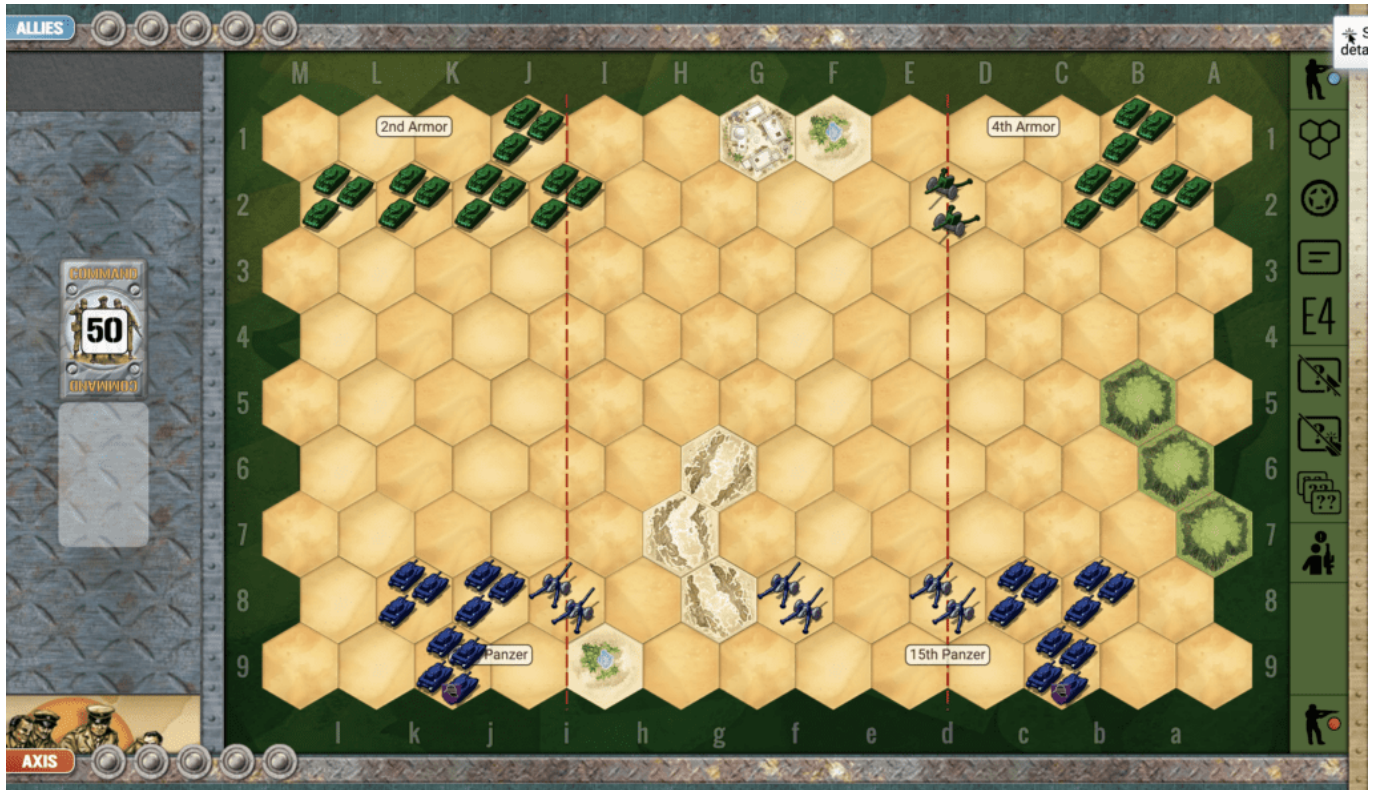 ALLIES
S
deta
M L K J I H G F E D C B A
2nd Armor
4th Armor
1 1
2 2
COMMAND
50
COMMAND
3 3
4 4
E4
5 5
6 6
7 7
8 8
Panzer
15th Panzer
9 9
l k j i h g f e d c b a
AXIS
?
?
?? ??